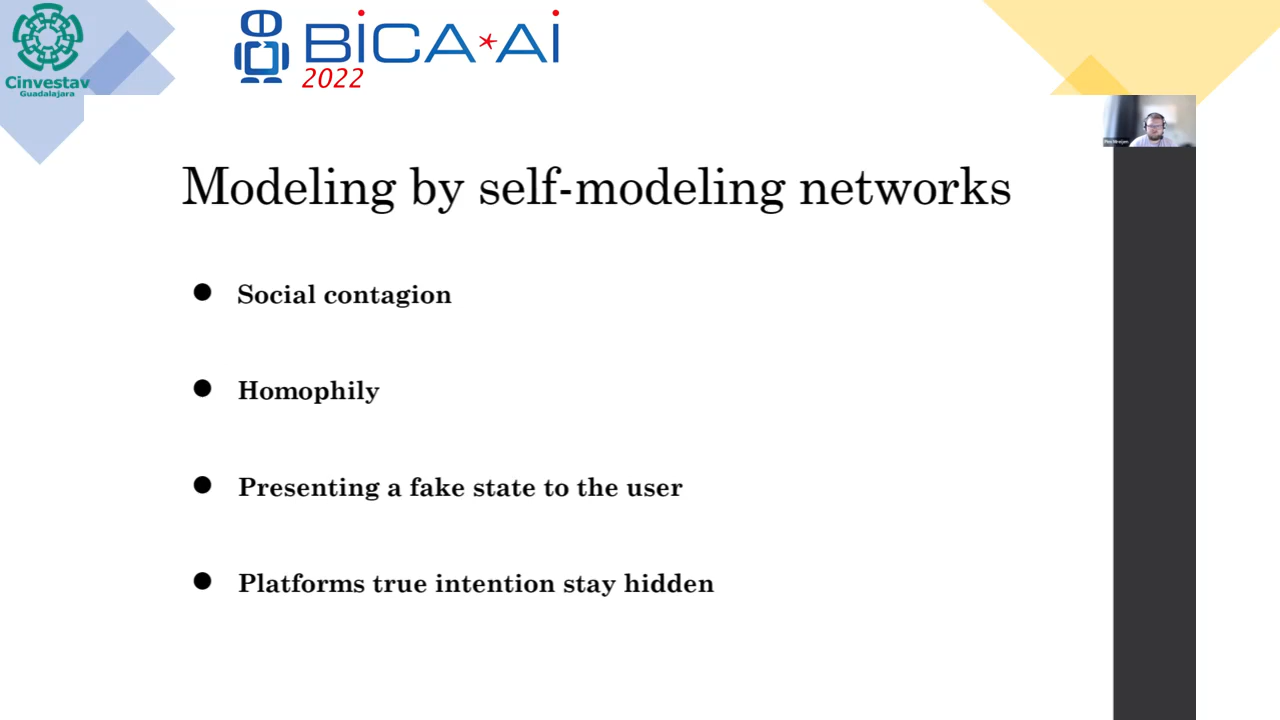 Cinvestav
Guadalajara
BiCA*Ai
2022
Modeling by self-modeling networks
● Social contagion
● Homophily
● Presenting a fake state to the user
● Platforms true intention stay hidden